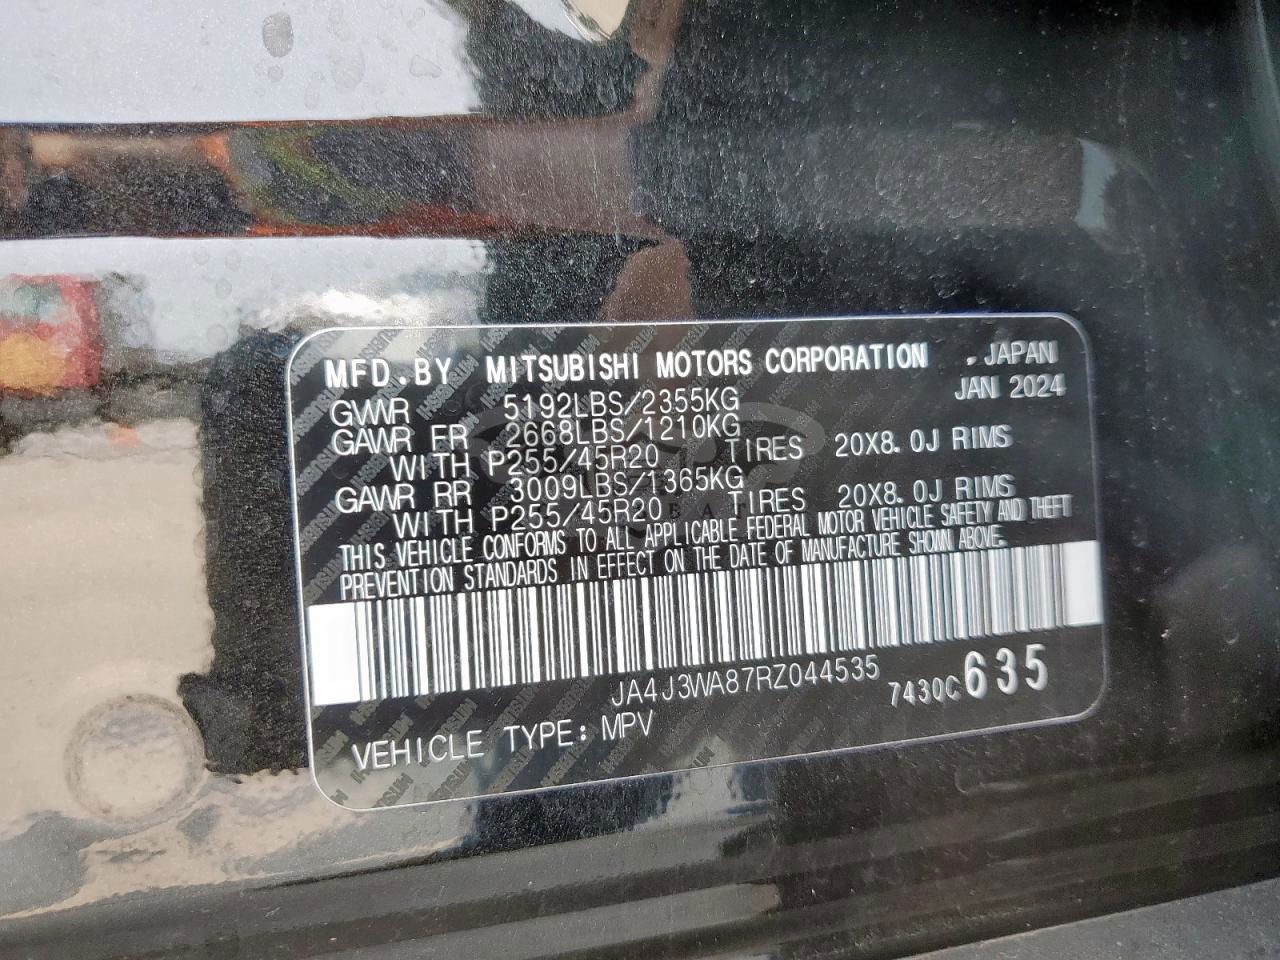 MFD.BY MITSUBISHI MOTORS CORPORATION , JAPAN
GVWR 5192LBS/2355KG JAN 2024
GAWR FR 2668LBS/1210KG
WITH P255/45R20 TIRES 20X8.0J RIMS
GAWR RR 3009LBS/1365KG
WITH P255/45R20 TIRES 20X8.0J RIMS
THIS VEHICLE CONFORMS TO ALL APPLICABLE FEDERAL MOTOR VEHICLE SAFETY AND THEFT
PREVENTION STANDARDS IN EFFECT ON THE DATE OF MANUFACTURE SHOWN ABOVE.
JA4J3WA87RZ044535 7430C 635
VEHICLE TYPE: MPV